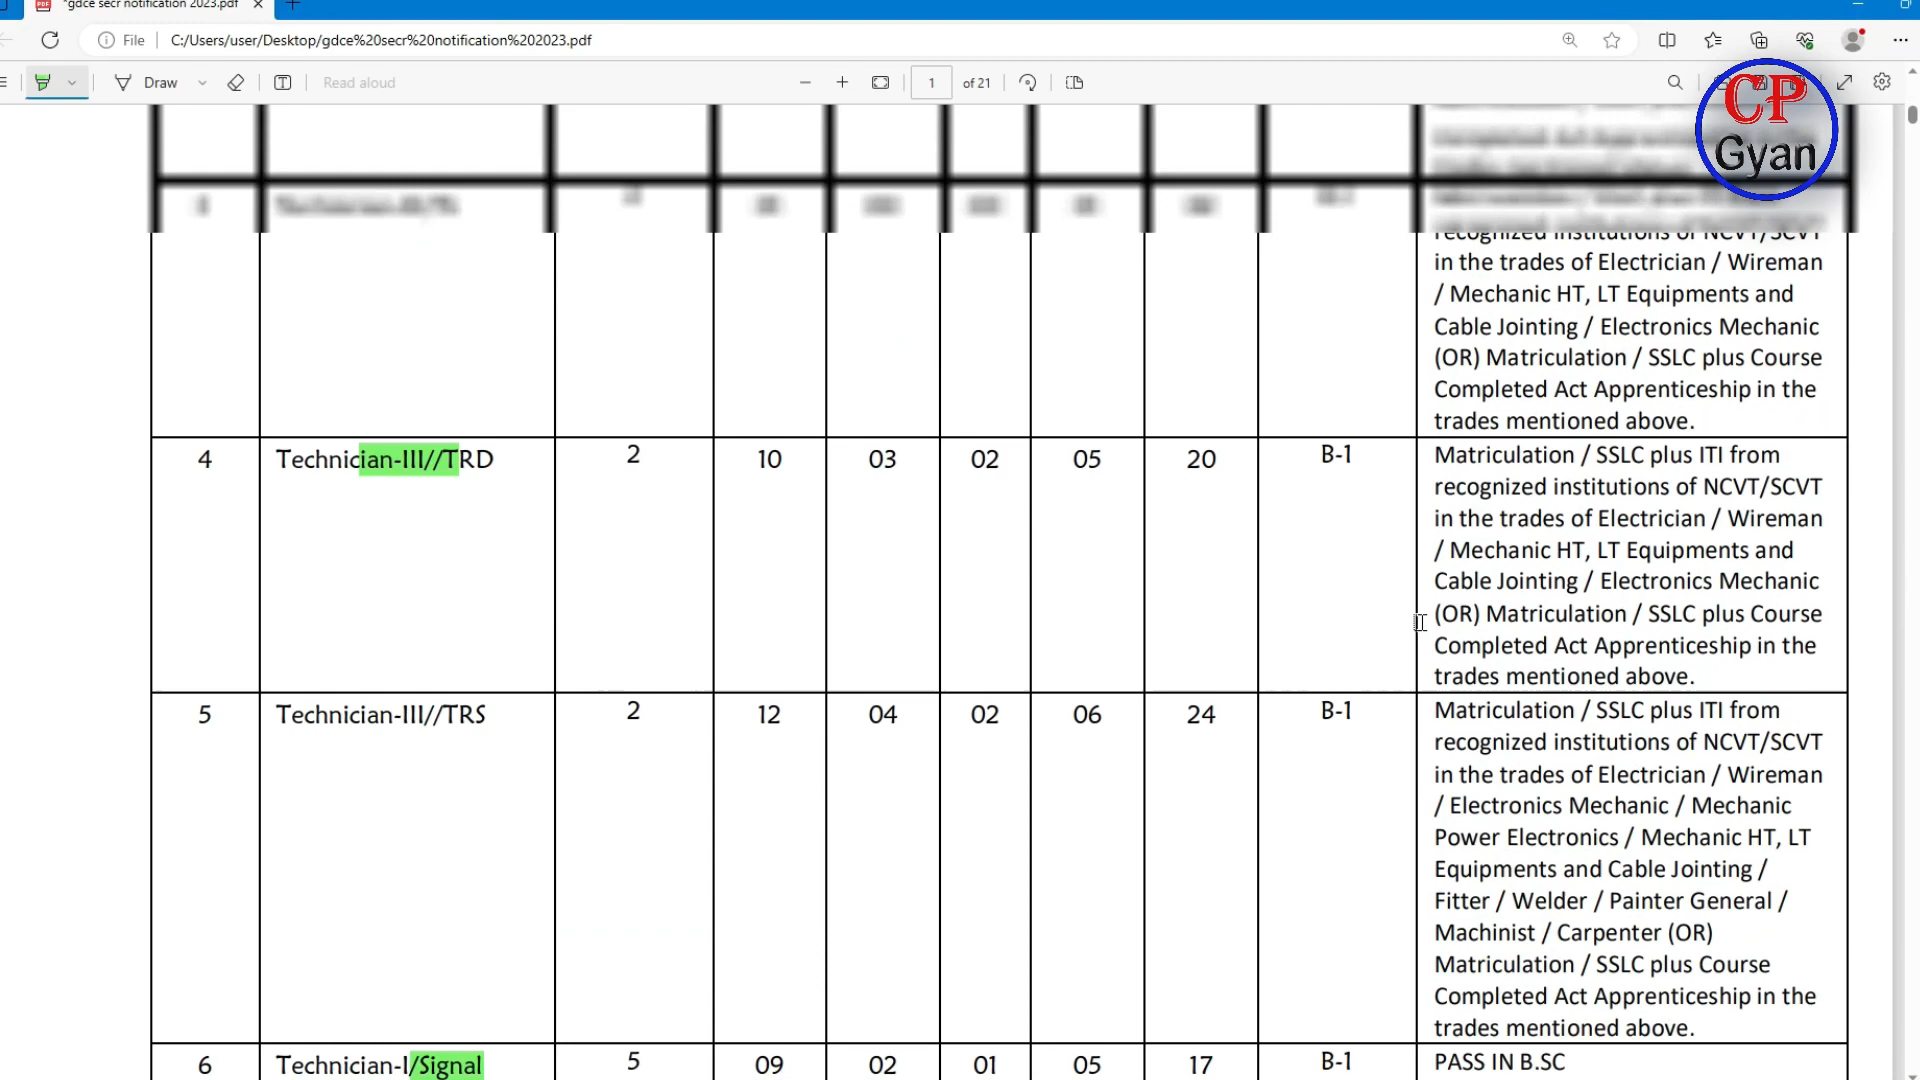 *gdce secr notification 2023.pdf
File
C:/Users/user/Desktop/gdce%20secr%20notification%202023.pdf
Draw
Read aloud
1 of 21
CP
Gyan
recognized institutions of NCVT/SCVT
in the trades of Electrician / Wireman
/ Mechanic HT, LT Equipments and
Cable Jointing / Electronics Mechanic
(OR) Matriculation / SSLC plus Course
Completed Act Apprenticeship in the
trades mentioned above.
4 Technician-III//TRD 2 10 03 02 05 20 B-1 Matriculation / SSLC plus ITI from
recognized institutions of NCVT/SCVT
in the trades of Electrician / Wireman
/ Mechanic HT, LT Equipments and
Cable Jointing / Electronics Mechanic
(OR) Matriculation / SSLC plus Course
Completed Act Apprenticeship in the
trades mentioned above.
5 Technician-III//TRS 2 12 04 02 06 24 B-1 Matriculation / SSLC plus ITI from
recognized institutions of NCVT/SCVT
in the trades of Electrician / Wireman
/ Electronics Mechanic / Mechanic
Power Electronics / Mechanic HT, LT
Equipments and Cable Jointing /
Fitter / Welder / Painter General /
Machinist / Carpenter (OR)
Matriculation / SSLC plus Course
Completed Act Apprenticeship in the
trades mentioned above.
6 Technician-I/Signal 5 09 02 01 05 17 B-1 PASS IN B.SC